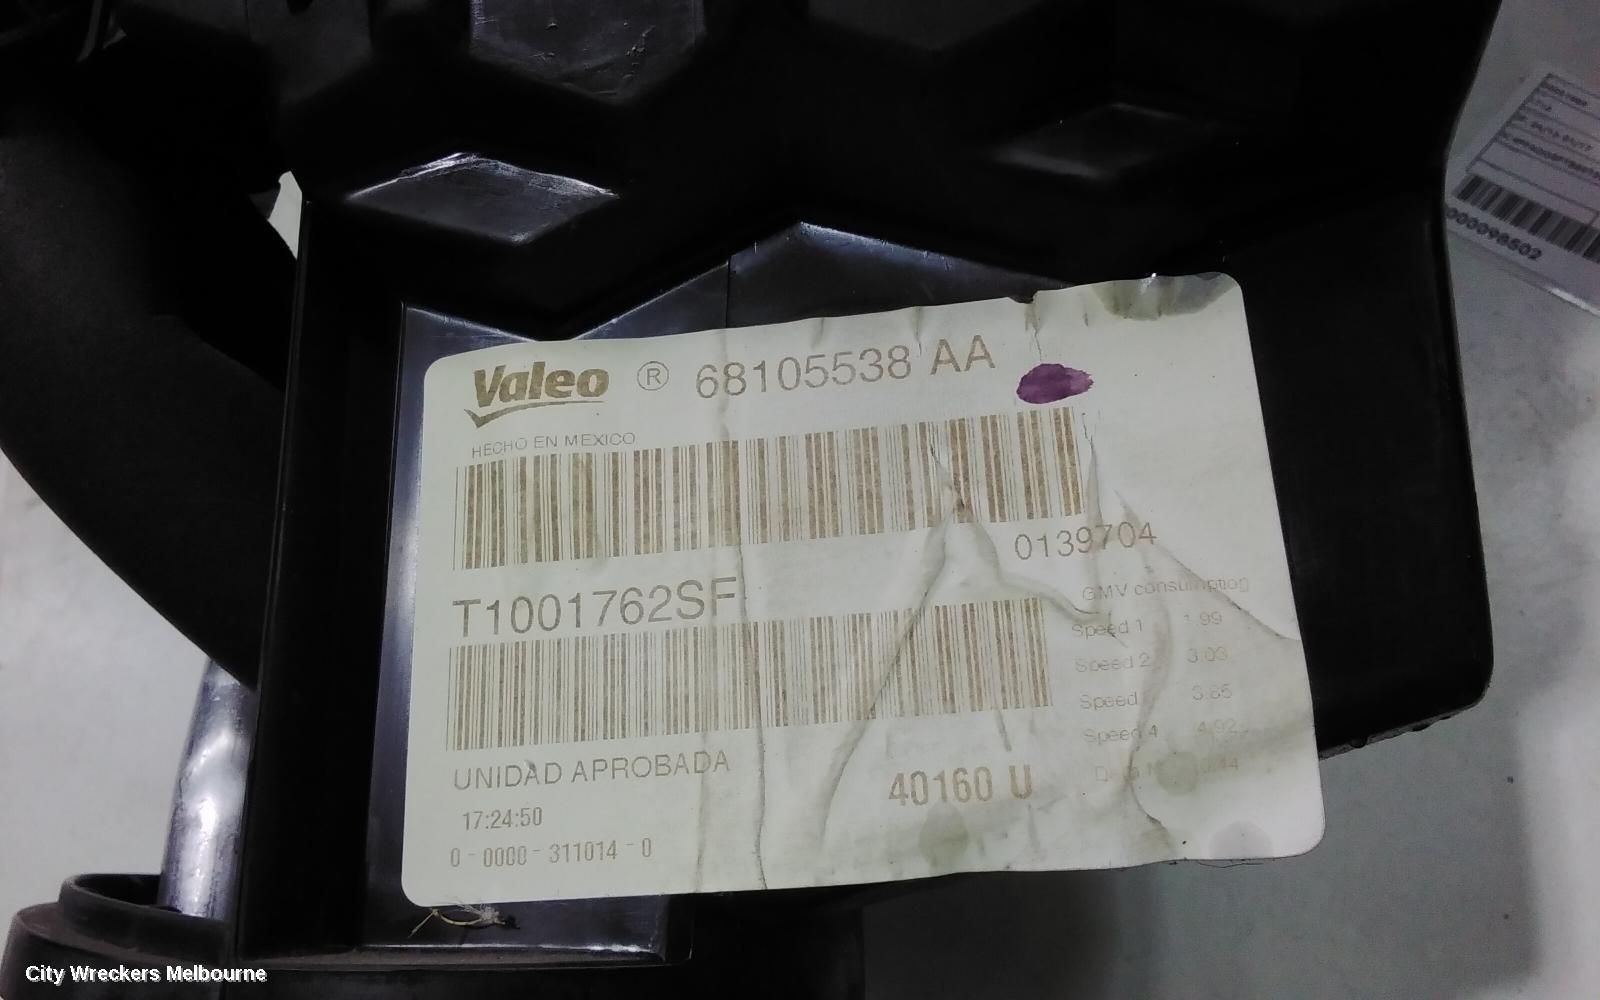 Valeo ® 68105538 AA
HECHO EN MEXICO
0139704
T1001762SF
GMV consumption
Speed 1 1.99
Speed 2 3.03
Speed 3.85
Speed 4 4.92
UNIDAD APROBADA
40160 U
17:24:50
0 - 0000 - 311014 - 0
000098502
City Wreckers Melbourne